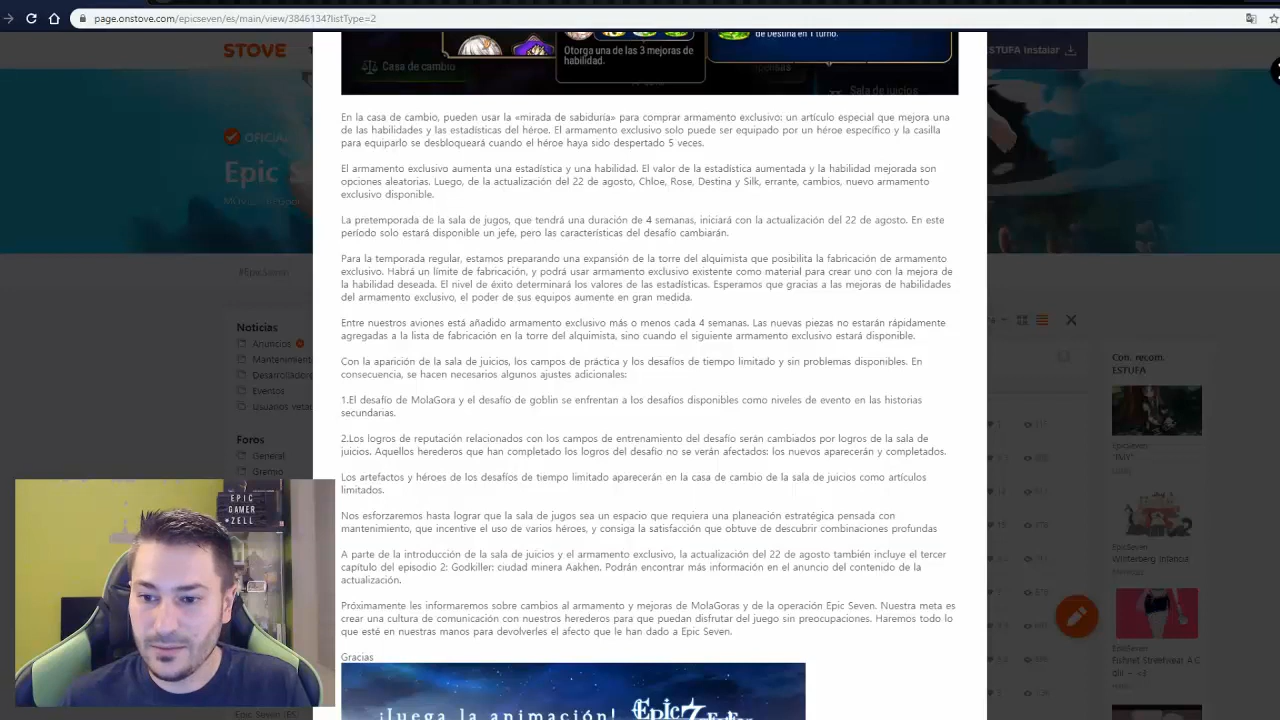 page.onstove.com/epicseven/es/main/view/3846134?listType=2
STOVE
ESTUFA Instalar
de Destina en 1 turno.
Otorga una de las 3 mejoras de
habilidad.
Casa de cambio
Sala de juicios
OFICIAL
Epic S
#EpicSeven
En la casa de cambio, pueden usar la «mirada de sabiduría» para comprar armamento exclusivo: un artículo especial que mejora una
de las habilidades y las estadísticas del héroe. El armamento exclusivo solo puede ser equipado por un héroe específico y la casilla
para equiparlo se desbloqueará cuando el héroe haya sido despertado 5 veces.
El armamento exclusivo aumenta una estadística y una habilidad. El valor de la estadística aumentada y la habilidad mejorada son
opciones aleatorias. Luego, de la actualización del 22 de agosto, Chloe, Rose, Destina y Silk, errante, cambios, nuevo armamento
exclusivo disponible.
La pretemporada de la sala de jugos, que tendrá una duración de 4 semanas, iniciará con la actualización del 22 de agosto. En este
período solo estará disponible un jefe, pero las características del desafío cambiarán.
Para la temporada regular, estamos preparando una expansión de la torre del alquimista que posibilita la fabricación de armamento
exclusivo. Habrá un límite de fabricación, y podrá usar armamento exclusivo existente como material para crear uno con la mejora de
la habilidad deseada. El nivel de éxito determinará los valores de las estadísticas. Esperamos que gracias a las mejoras de habilidades
del armamento exclusivo, el poder de sus equipos aumente en gran medida.
Entre nuestros aviones está añadido armamento exclusivo más o menos cada 4 semanas. Las nuevas piezas no estarán rápidamente
agregadas a la lista de fabricación en la torre del alquimista, sino cuando el siguiente armamento exclusivo estará disponible.
Con la aparición de la sala de juicios, los campos de práctica y los desafíos de tiempo limitado y sin problemas disponibles. En
consecuencia, se hacen necesarios algunos ajustes adicionales:
1.El desafío de MolaGora y el desafío de goblin se enfrentan a los desafíos disponibles como niveles de evento en las historias
secundarias.
2.Los logros de reputación relacionados con los campos de entrenamiento del desafío serán cambiados por logros de la sala de
juicios. Aquellos herederos que han completado los logros del desafío no se verán afectados: los nuevos aparecerán y completados.
Los artefactos y héroes de los desafíos de tiempo limitado aparecerán en la casa de cambio de la sala de juicios como artículos
limitados.
Nos esforzaremos hasta lograr que la sala de jugos sea un espacio que requiera una planeación estratégica pensada con
mantenimiento, que incentive el uso de varios héroes, y consiga la satisfacción que obtuve de descubrir combinaciones profundas
A parte de la introducción de la sala de juicios y el armamento exclusivo, la actualización del 22 de agosto también incluye el tercer
capítulo del episodio 2: Godkiller: ciudad minera Aakhen. Podrán encontrar más información en el anuncio del contenido de la
actualización.
Próximamente les informaremos sobre cambios al armamento y mejoras de MolaGoras y de la operación Epic Seven. Nuestra meta es
crear una cultura de comunicación con nuestros herederos para que puedan disfrutar del juego sin preocupaciones. Haremos todo lo
que esté en nuestras manos para devolverles el afecto que le han dado a Epic Seven.
Gracias
¡Juega la animación!
Noticias
Anuncios
Mantenimient
Desarrollador
Eventos
usuarios vetar
Foros
General
Gremio
EPIC
GAMER
ZELL
Epic Seven (ES)
Con. recom.
ESTUFA
EpicSeven
EpicSeven
EpicSeven
Fishnet Streetwear A.C